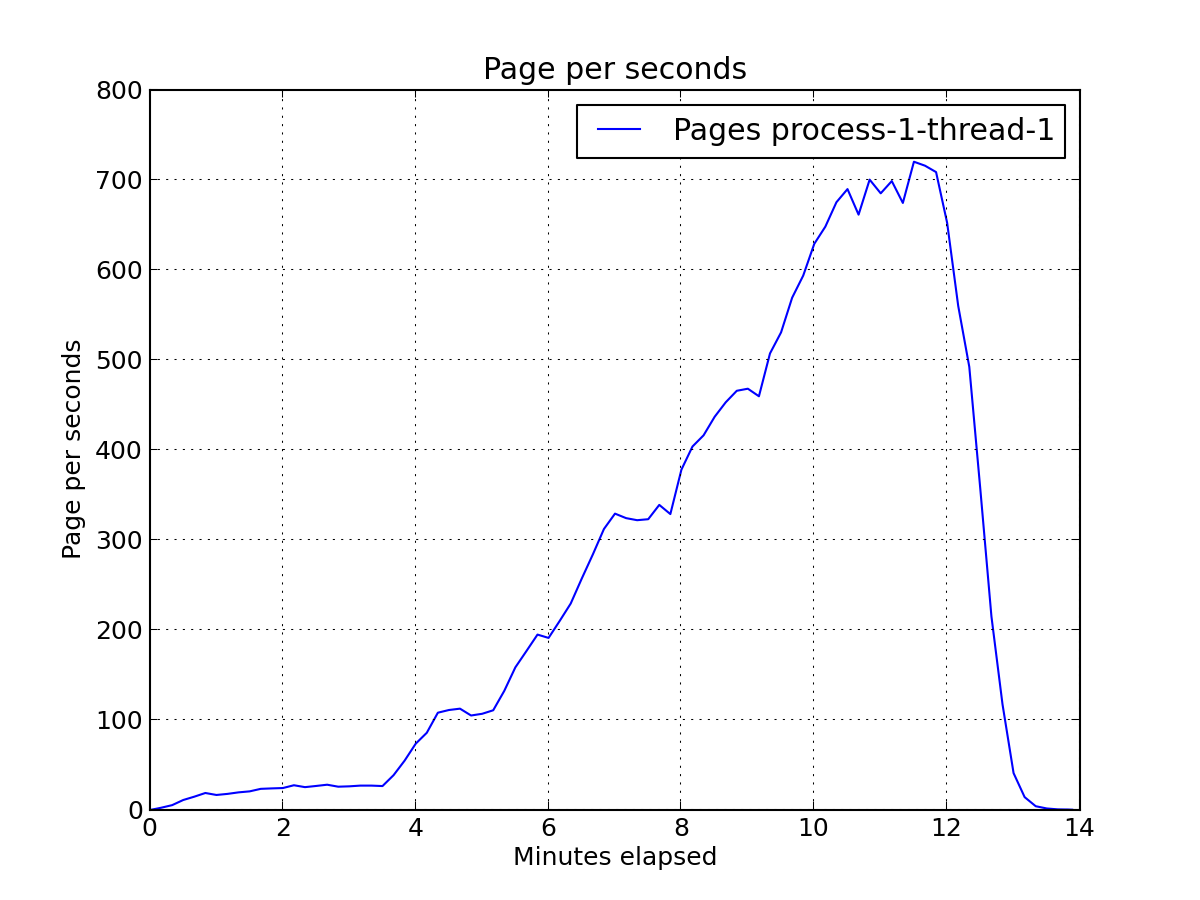 Page per seconds
Pages process-1-thread-1
800
700
600
500
400
300
200
100
0
Page per seconds
0 2 4 6 8 10 12 14
Minutes elapsed